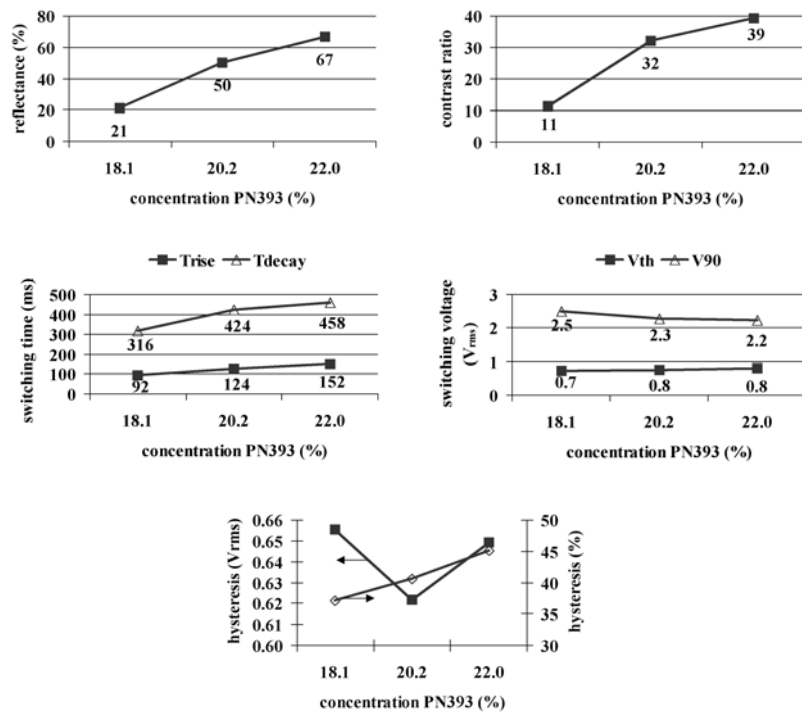 reflectance (%)
80
60
40
20
0
21
50
67
18.1 20.2 22.0
concentration PN393 (%)
contrast ratio
40
30
20
10
0
11
32
39
18.1 20.2 22.0
concentration PN393 (%)
Trise Tdecay
switching time (ms)
500
400
300
200
100
0
316
424
458
92
124
152
18.1 20.2 22.0
concentration PN393 (%)
Vth V90
switching voltage
(Vrms)
3
2
1
0
2.5
2.3
2.2
0.7
0.8
0.8
18.1 20.2 22.0
concentration PN393 (%)
hysteresis (Vrms)
0.66
0.65
0.64
0.63
0.62
0.61
0.60
50
45
40
35
30
hysteresis (%)
18.1 20.2 22.0
concentration PN393 (%)